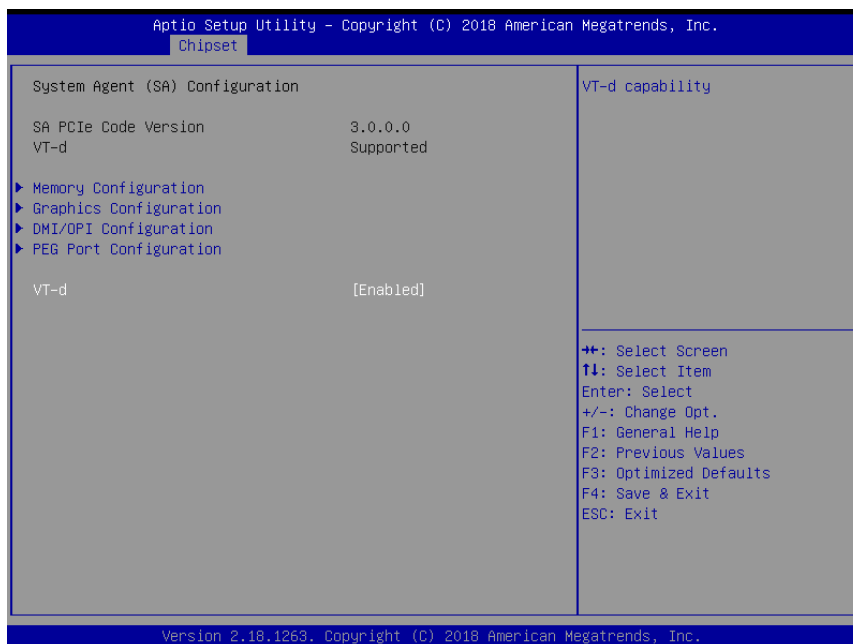 Aptio Setup Utility – Copyright (C) 2018 American Megatrends, Inc.
Chipset
System Agent (SA) Configuration
SA PCIe Code Version 3.0.0.0
VT-d Supported
Memory Configuration
Graphics Configuration
DMI/OPI Configuration
PEG Port Configuration
VT-d [Enabled]
VT-d capability
→←: Select Screen
↑↓: Select Item
Enter: Select
+/-: Change Opt.
F1: General Help
F2: Previous Values
F3: Optimized Defaults
F4: Save & Exit
ESC: Exit
Version 2.18.1263. Copyright (C) 2018 American Megatrends, Inc.